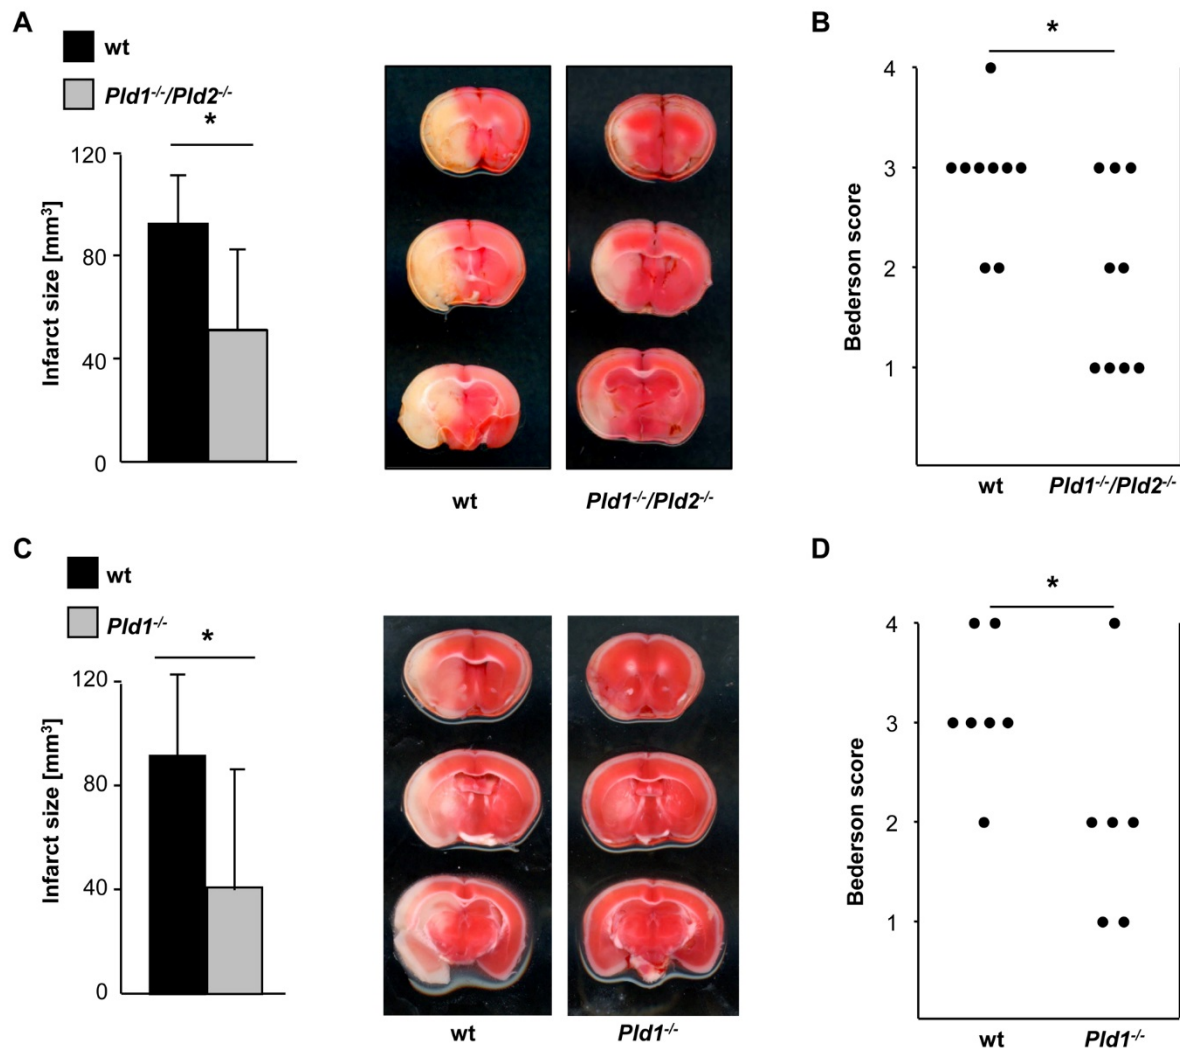 A
wt
Pld1-/-/Pld2-/-
*
Infarct size [mm3]
120
80
40
0
wt
Pld1-/-/Pld2-/-
B
*
Bederson score
4
3
2
1
wt
Pld1-/-/Pld2-/-
C
wt
Pld1-/-
*
Infarct size [mm3]
120
80
40
0
wt
Pld1-/-
D
*
Bederson score
4
3
2
1
wt
Pld1-/-